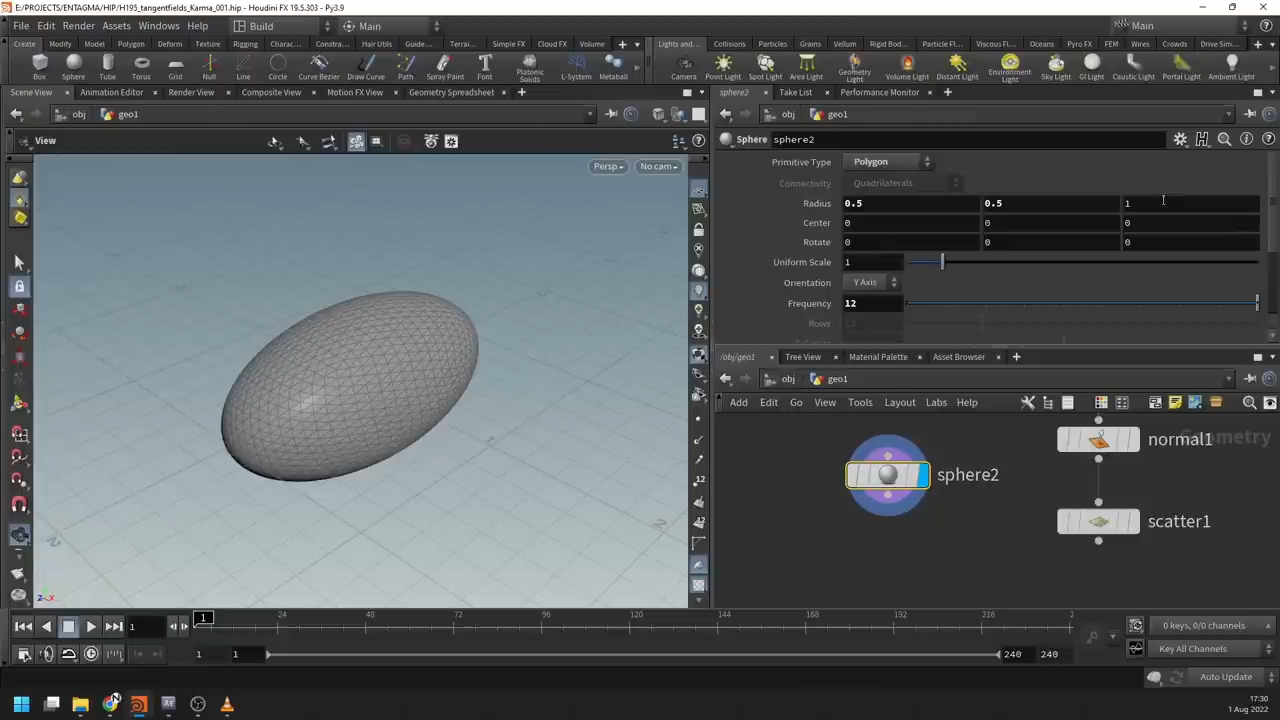 E:/PROJECTS/ENTAGMA/HIP/H195_tangentfields_Karma_001.hip - Houdini FX 19.5.303 - Py3.9
File Edit Render Assets Windows Help Build Main Main
Create Modify Model Polygon Deform Texture Rigging Charac... Constra... Hair Utils Guide... Terrai... Simple FX Cloud FX Volume
Lights and... Collisions Particles Grains Vellum Rigid Bod... Particle Fl... Viscous Fl... Oceans Pyro FX FEM Wires Crowds Drive Sim...
Box Sphere Tube Torus Grid Null Line Circle Curve Bezier Draw Curve Path Spray Paint Font Platonic Solids L-System Metaball
Camera Point Light Spot Light Area Light Geometry Light Volume Light Distant Light Environment Light Sky Light GI Light Caustic Light Portal Light Ambient Light
Scene View Animation Editor Render View Composite View Motion FX View Geometry Spreadsheet
sphere2 Take List Performance Monitor
obj geo1
obj geo1
View
Persp No cam
Sphere sphere2
Primitive Type Polygon
Connectivity Quadrilaterals
Radius 0.5 0.5 1
Center 0 0 0
Rotate 0 0 0
Uniform Scale 1
Orientation Y Axis
Frequency 12
Rows 13
/obj/geo1 Tree View Material Palette Asset Browser
obj geo1
Add Edit Go View Tools Layout Labs Help
Geometry
normal1
sphere2
scatter1
1 1 24 48 72 96 120 144 168 192 216 2
1 1 240 240
0 keys, 0/0 channels
Key All Channels
Auto Update
17:30
1 Aug 2022